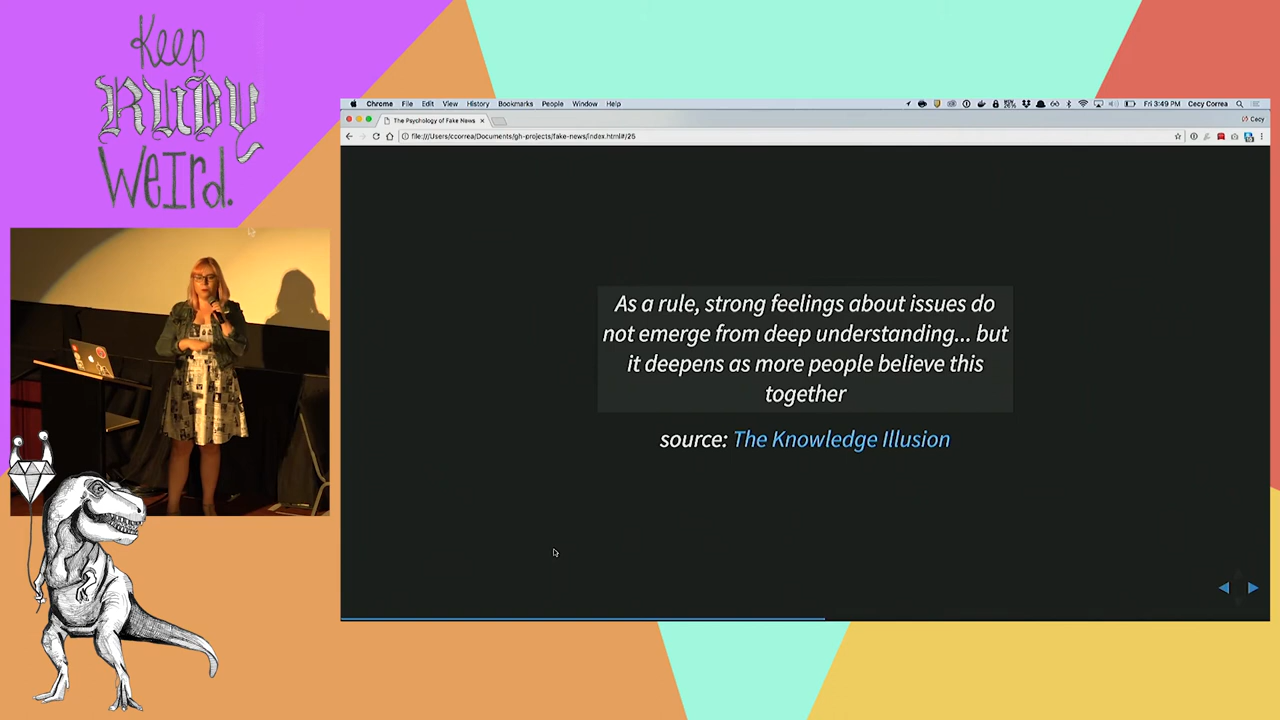 Keep
RUBY
WeIrd.
Chrome File Edit View History Bookmarks People Window Help
Fri 3:49 PM Cecy Correa
The Psychology of Fake News
Cecy
file:///Users/ccorrea/Documents/gh-projects/fake-news/index.html#/25
As a rule, strong feelings about issues do
not emerge from deep understanding... but
it deepens as more people believe this
together
source: The Knowledge Illusion